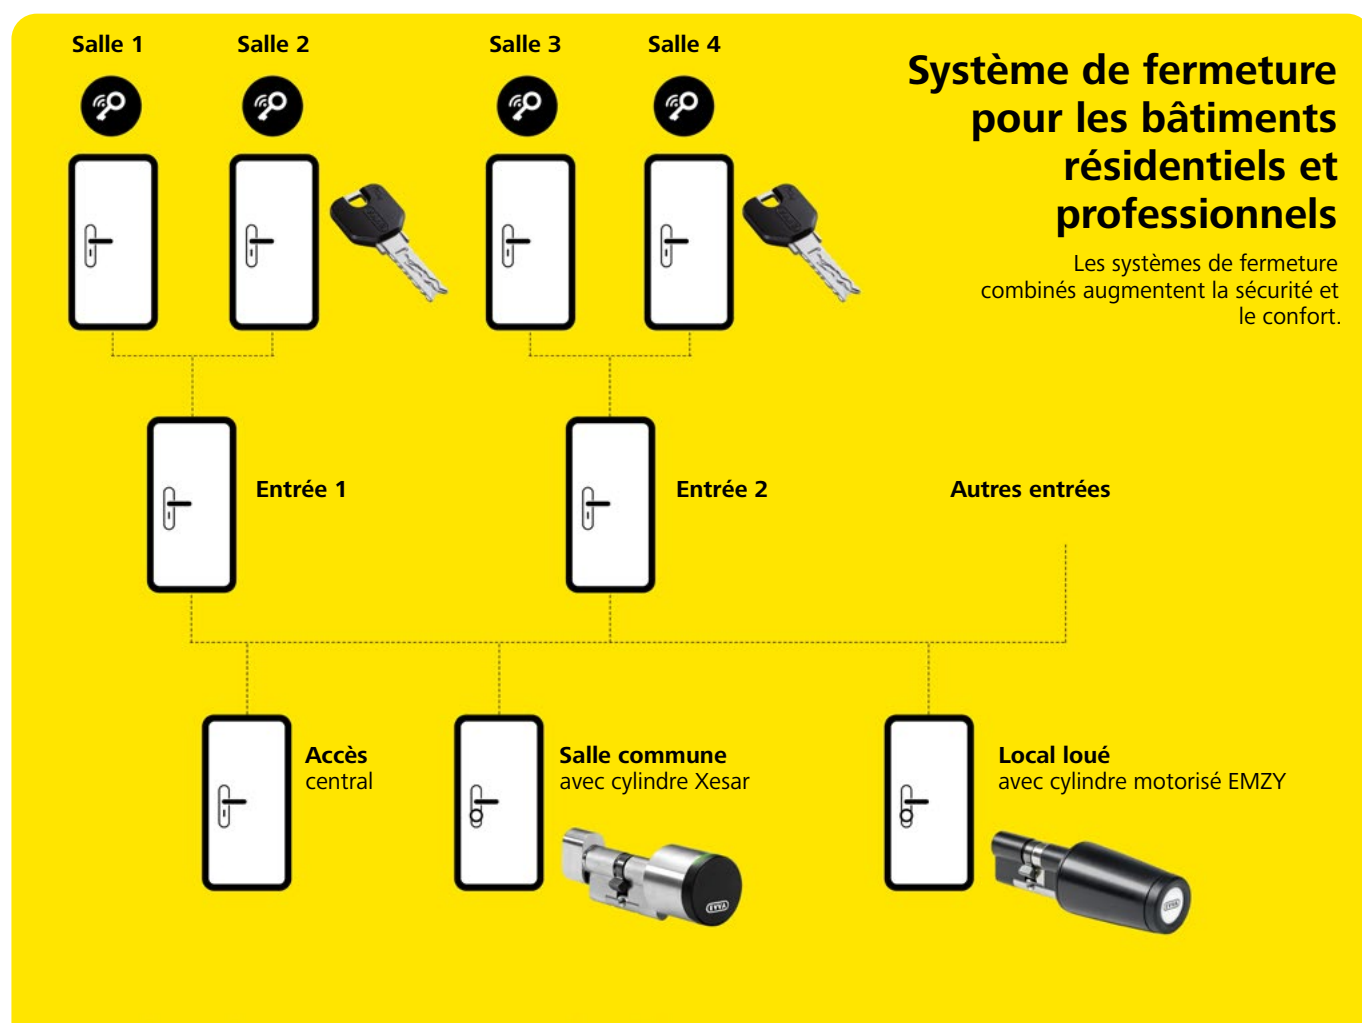 Salle 1
Salle 2
Salle 3
Salle 4
Système de fermeture
pour les bâtiments
résidentiels et
professionnels
Les systèmes de fermeture
combinés augmentent la sécurité et
le confort.
Entrée 1
Entrée 2
Autres entrées
Accès
central
Salle commune
avec cylindre Xesar
Local loué
avec cylindre motorisé EMZY
EVVA
EVVA